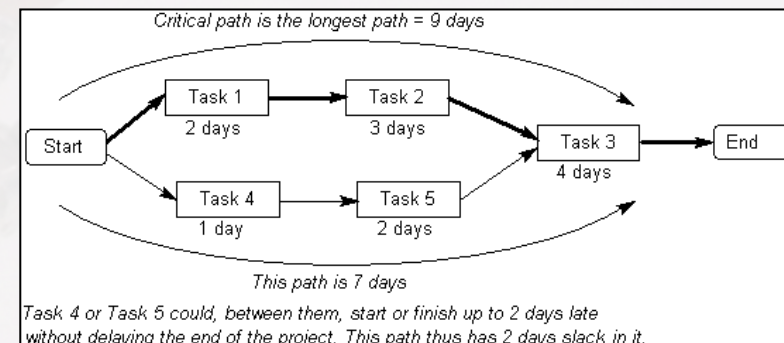 Critical path is the longest path = 9 days
Task 1
Task 2
2 days
3 days
Start
Task 3
End
4 days
Task 4
Task 5
1 day
2 days
This path is 7 days
Task 4 or Task 5 could, between them, start or finish up to 2 days late
without delaying the end of the project. This path thus has 2 days slack in it.